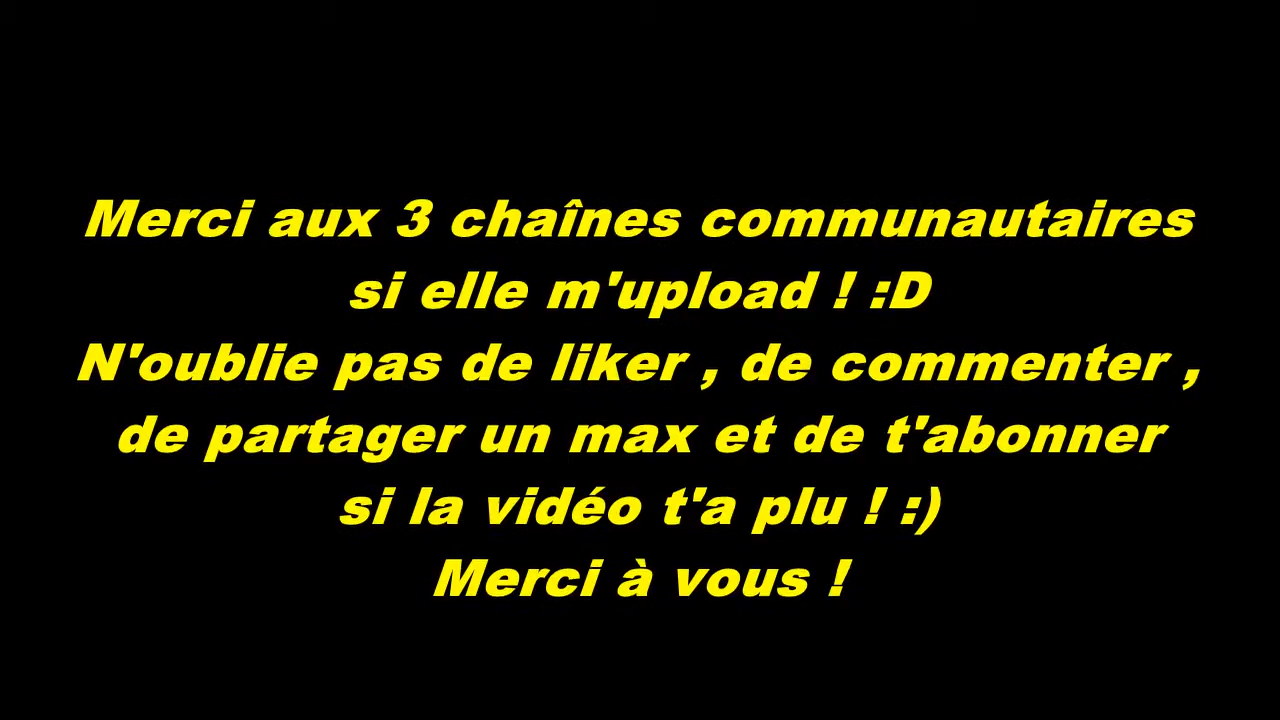 Merci aux 3 chaînes communautaires
si elle m'upload ! :D
N'oublie pas de liker , de commenter ,
de partager un max et de t'abonner
si la vidéo t'a plu ! :)
Merci à vous !